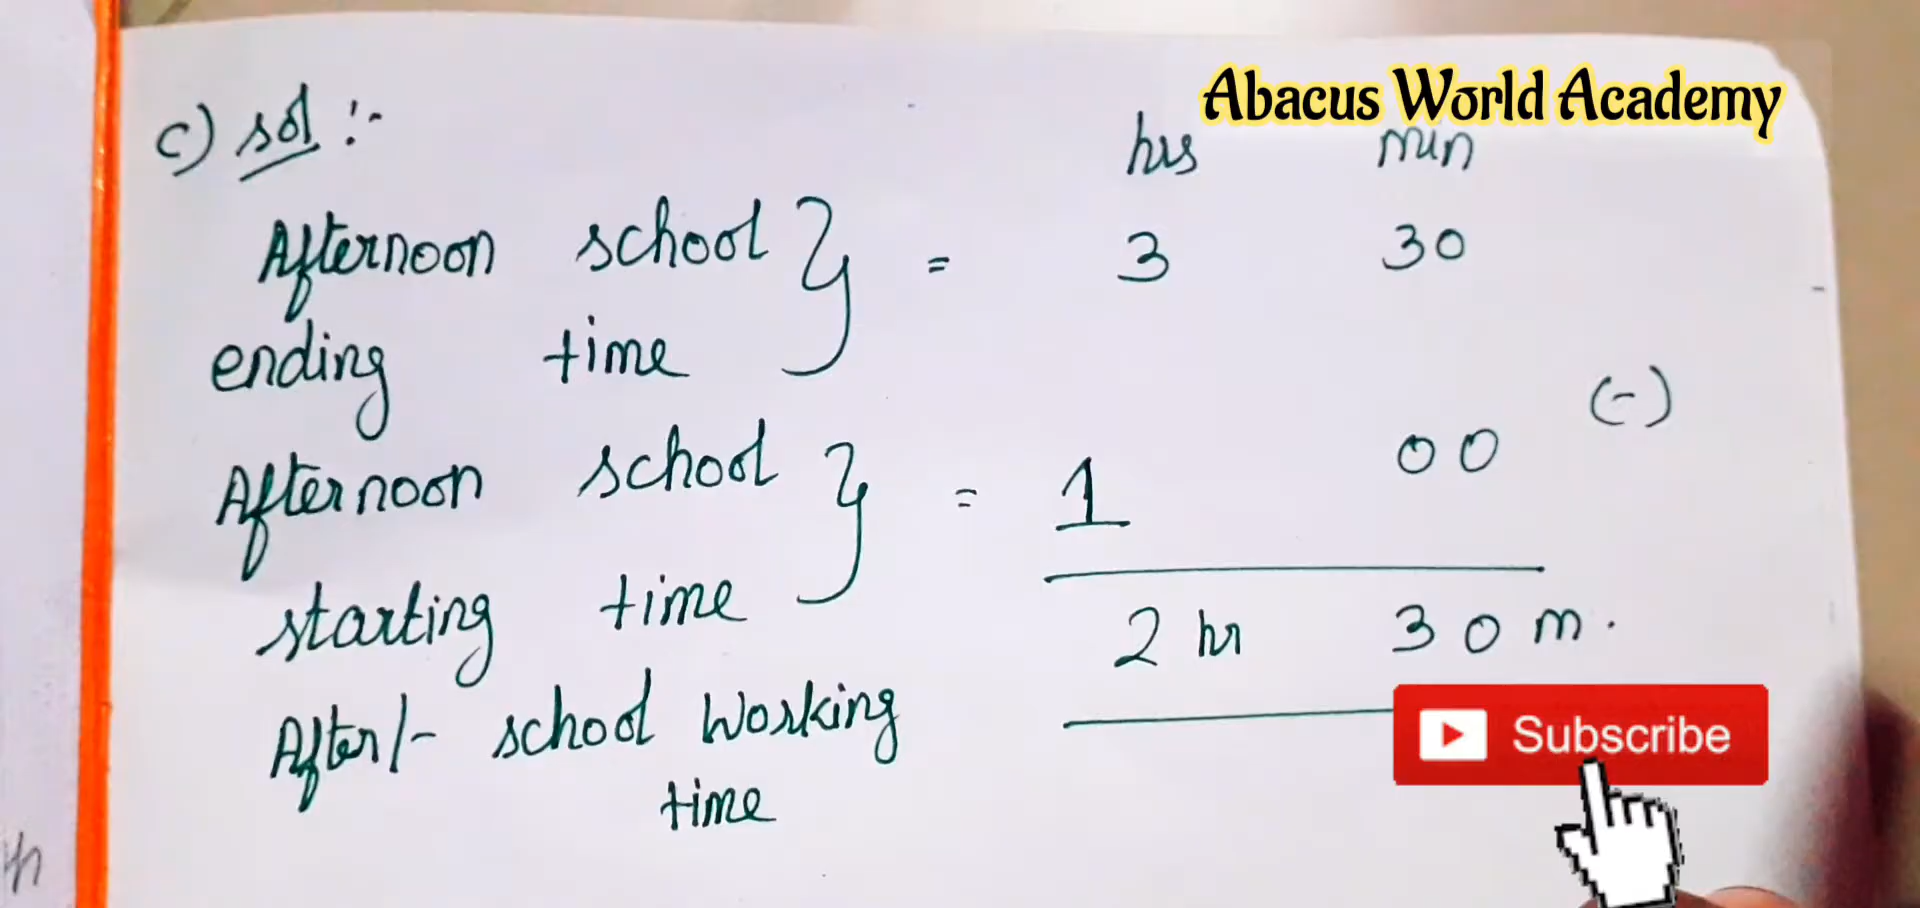 Abacus World Academy
c) sol :-
hrs min
Afternoon school } = 3 30
ending time
(-)
Afternoon school } = 1 00
starting time
2 hr 30 m.
After/- school working
time
Subscribe